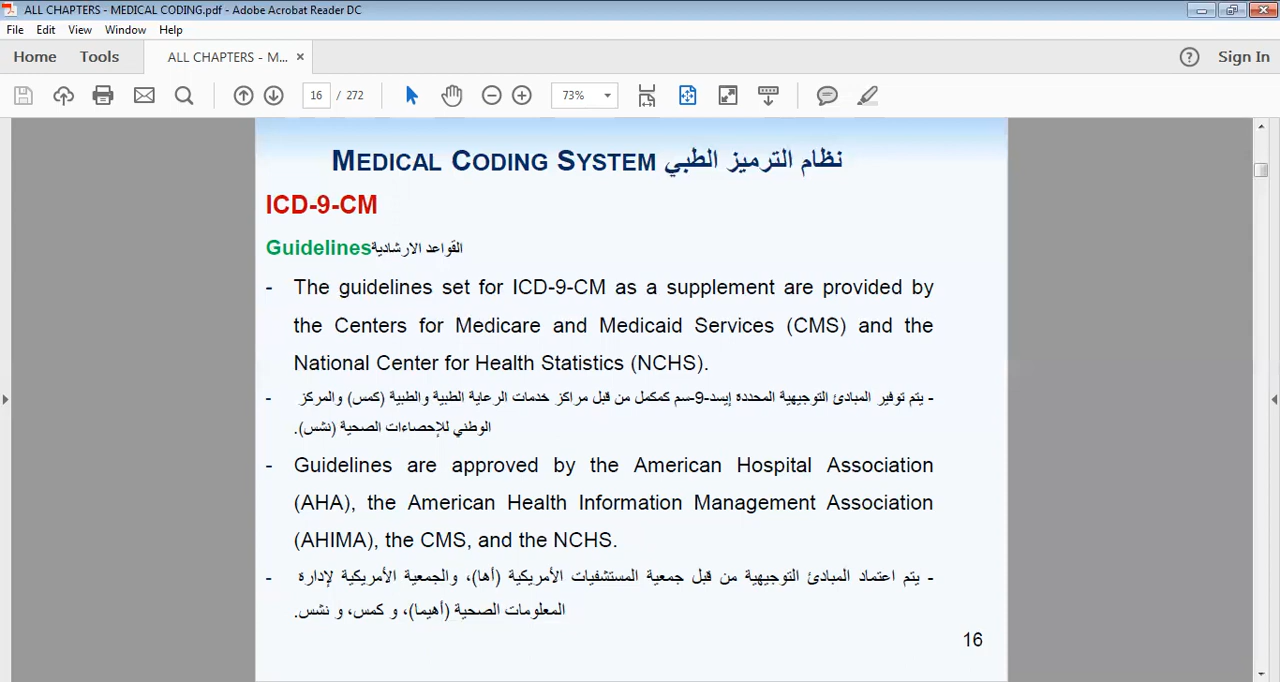 ALL CHAPTERS - MEDICAL CODING.pdf - Adobe Acrobat Reader DC
File Edit View Window Help
Home Tools ALL CHAPTERS - M... × ? Sign In
16 / 272 73%
MEDICAL CODING SYSTEM نظام الترميز الطبي
ICD-9-CM
Guidelines القواعد الارشادية
- The guidelines set for ICD-9-CM as a supplement are provided by
the Centers for Medicare and Medicaid Services (CMS) and the
National Center for Health Statistics (NCHS).
- يتم توفير المبادئ التوجيهية المحددة إيسد-9-سم كمكمل من قبل مراكز خدمات الرعاية الطبية والطبية (كمس) والمركز -
الوطني للإحصاءات الصحية (نشس).
- Guidelines are approved by the American Hospital Association
(AHA), the American Health Information Management Association
(AHIMA), the CMS, and the NCHS.
- يتم اعتماد المبادئ التوجيهية من قبل جمعية المستشفيات الأمريكية (أها)، والجمعية الأمريكية لإدارة -
المعلومات الصحية (أهيما)، و كمس، و نشس.
16